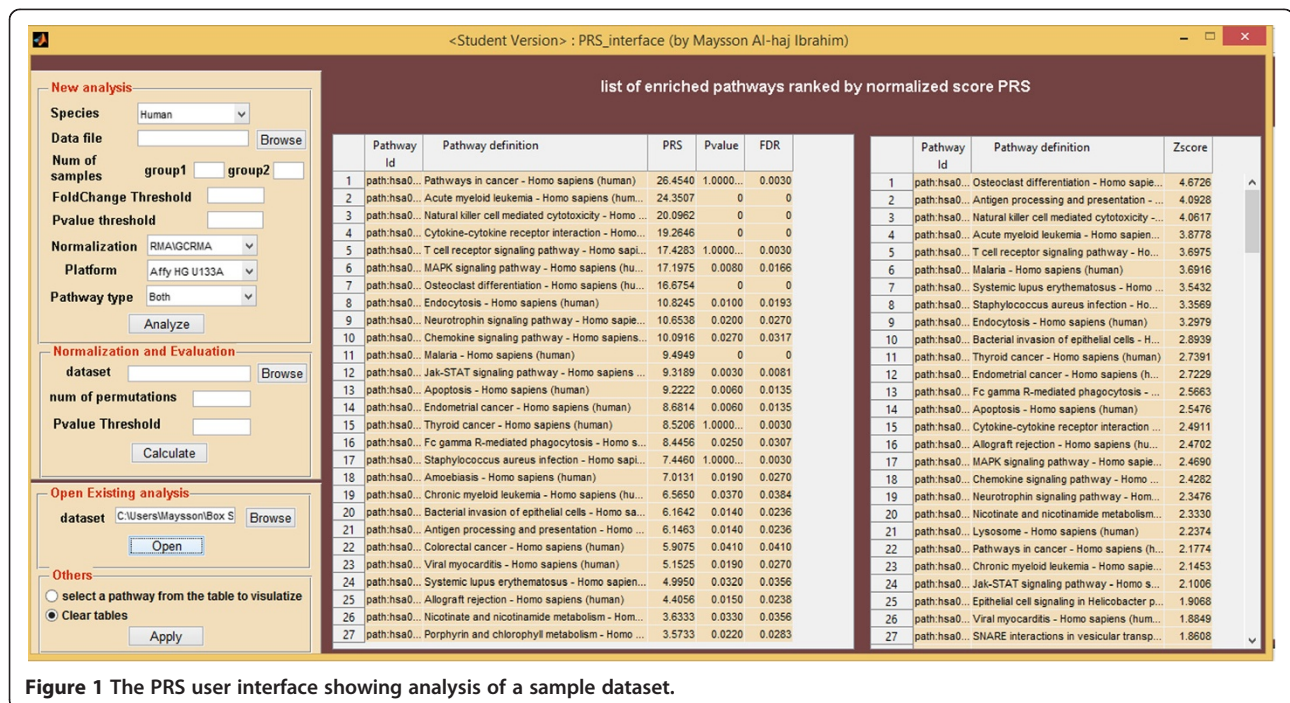 <Student Version> : PRS_interface (by Maysson Al-haj Ibrahim)
New analysis
Species Human
Data file Browse
Num of samples group1 group2
FoldChange Threshold
Pvalue threshold
Normalization RMA\GCRMA
Platform Affy HG U133A
Pathway type Both
Analyze
Normalization and Evaluation
dataset Browse
num of permutations
Pvalue Threshold
Calculate
Open Existing analysis
dataset C:\Users\Maysson\Box S Browse
Open
Others
select a pathway from the table to visulatize
Clear tables
Apply
list of enriched pathways ranked by normalized score PRS
Pathway Id Pathway definition PRS Pvalue FDR
1 path:hsa0... Pathways in cancer - Homo sapiens (human) 26.4540 1.0000... 0.0030
2 path:hsa0... Acute myeloid leukemia - Homo sapiens (hum... 24.3507 0 0
3 path:hsa0... Natural killer cell mediated cytotoxicity - Homo ... 20.0962 0 0
4 path:hsa0... Cytokine-cytokine receptor interaction - Homo... 19.2646 0 0
5 path:hsa0... T cell receptor signaling pathway - Homo sapi... 17.4283 1.0000... 0.0030
6 path:hsa0... MAPK signaling pathway - Homo sapiens (hu... 17.1975 0.0080 0.0166
7 path:hsa0... Osteoclast differentiation - Homo sapiens (hu... 16.6754 0 0
8 path:hsa0... Endocytosis - Homo sapiens (human) 10.8245 0.0100 0.0193
9 path:hsa0... Neurotrophin signaling pathway - Homo sapie... 10.6538 0.0200 0.0270
10 path:hsa0... Chemokine signaling pathway - Homo sapiens... 10.0916 0.0270 0.0317
11 path:hsa0... Malaria - Homo sapiens (human) 9.4949 0 0
12 path:hsa0... Jak-STAT signaling pathway - Homo sapiens ... 9.3189 0.0030 0.0081
13 path:hsa0... Apoptosis - Homo sapiens (human) 9.2222 0.0060 0.0135
14 path:hsa0... Endometrial cancer - Homo sapiens (human) 8.6814 0.0060 0.0135
15 path:hsa0... Thyroid cancer - Homo sapiens (human) 8.5206 1.0000... 0.0030
16 path:hsa0... Fc gamma R-mediated phagocytosis - Homo s... 8.4456 0.0250 0.0307
17 path:hsa0... Staphylococcus aureus infection - Homo sapi... 7.4460 1.0000... 0.0030
18 path:hsa0... Amoebiasis - Homo sapiens (human) 7.0131 0.0190 0.0270
19 path:hsa0... Chronic myeloid leukemia - Homo sapiens (hu... 6.5650 0.0370 0.0384
20 path:hsa0... Bacterial invasion of epithelial cells - Homo sa... 6.1642 0.0140 0.0236
21 path:hsa0... Antigen processing and presentation - Homo ... 6.1463 0.0140 0.0236
22 path:hsa0... Colorectal cancer - Homo sapiens (human) 5.9075 0.0410 0.0410
23 path:hsa0... Viral myocarditis - Homo sapiens (human) 5.1525 0.0190 0.0270
24 path:hsa0... Systemic lupus erythematosus - Homo sapien... 4.9950 0.0320 0.0356
25 path:hsa0... Allograft rejection - Homo sapiens (human) 4.4056 0.0150 0.0238
26 path:hsa0... Nicotinate and nicotinamide metabolism - Hom... 3.6333 0.0330 0.0356
27 path:hsa0... Porphyrin and chlorophyll metabolism - Homo ... 3.5733 0.0220 0.0283
Pathway Id Pathway definition Zscore
1 path:hsa0... Osteoclast differentiation - Homo sapie... 4.6726
2 path:hsa0... Antigen processing and presentation - ... 4.0928
3 path:hsa0... Natural killer cell mediated cytotoxicity -... 4.0617
4 path:hsa0... Acute myeloid leukemia - Homo sapien... 3.8778
5 path:hsa0... T cell receptor signaling pathway - Ho... 3.6975
6 path:hsa0... Malaria - Homo sapiens (human) 3.6916
7 path:hsa0... Systemic lupus erythematosus - Homo... 3.5432
8 path:hsa0... Staphylococcus aureus infection - Ho... 3.3569
9 path:hsa0... Endocytosis - Homo sapiens (human) 3.2979
10 path:hsa0... Bacterial invasion of epithelial cells - H... 2.8939
11 path:hsa0... Thyroid cancer - Homo sapiens (human) 2.7391
12 path:hsa0... Endometrial cancer - Homo sapiens (h... 2.7229
13 path:hsa0... Fc gamma R-mediated phagocytosis - ... 2.5663
14 path:hsa0... Apoptosis - Homo sapiens (human) 2.5476
15 path:hsa0... Cytokine-cytokine receptor interaction ... 2.4911
16 path:hsa0... Allograft rejection - Homo sapiens (hu... 2.4702
17 path:hsa0... MAPK signaling pathway - Homo sapie... 2.4690
18 path:hsa0... Chemokine signaling pathway - Homo ... 2.4282
19 path:hsa0... Neurotrophin signaling pathway - Hom... 2.3476
20 path:hsa0... Nicotinate and nicotinamide metabolism... 2.3330
21 path:hsa0... Lysosome - Homo sapiens (human) 2.2374
22 path:hsa0... Pathways in cancer - Homo sapiens (h... 2.1774
23 path:hsa0... Chronic myeloid leukemia - Homo sapie... 2.1453
24 path:hsa0... Jak-STAT signaling pathway - Homo s... 2.1006
25 path:hsa0... Epithelial cell signaling in Helicobacter p... 1.9068
26 path:hsa0... Viral myocarditis - Homo sapiens (hum... 1.8849
27 path:hsa0... SNARE interactions in vesicular transp... 1.8608
Figure 1 The PRS user interface showing analysis of a sample dataset.